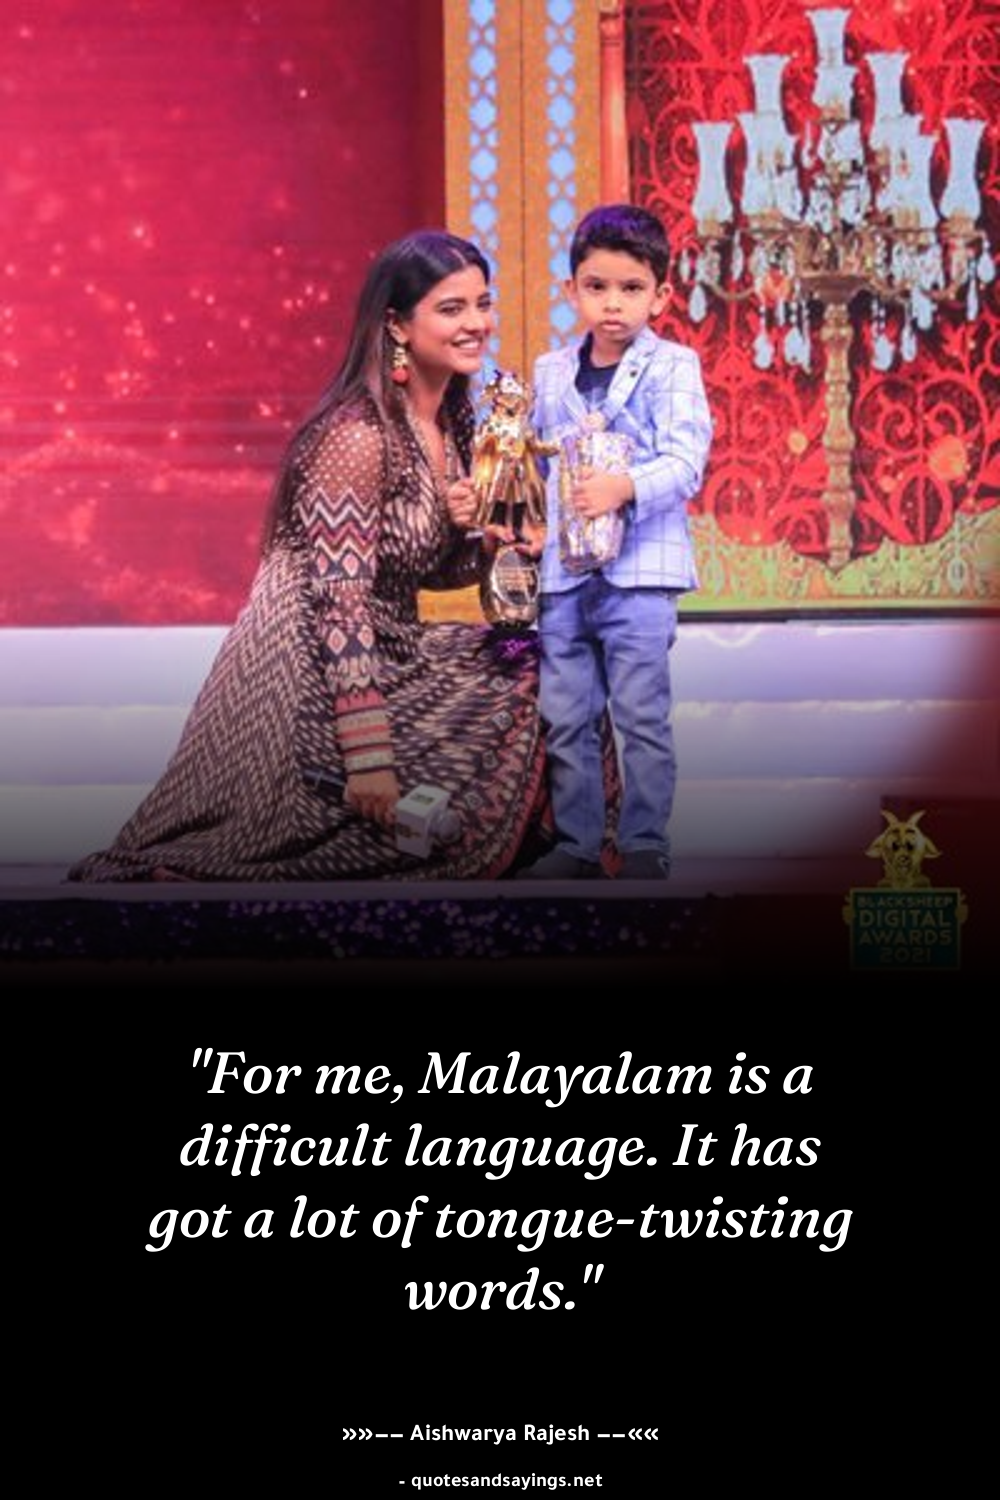 BLACKSHEEP
DIGITAL
AWARDS
2021
"For me, Malayalam is a
difficult language. It has
got a lot of tongue-twisting
words."
»»–– Aishwarya Rajesh ––««
- quotesandsayings.net